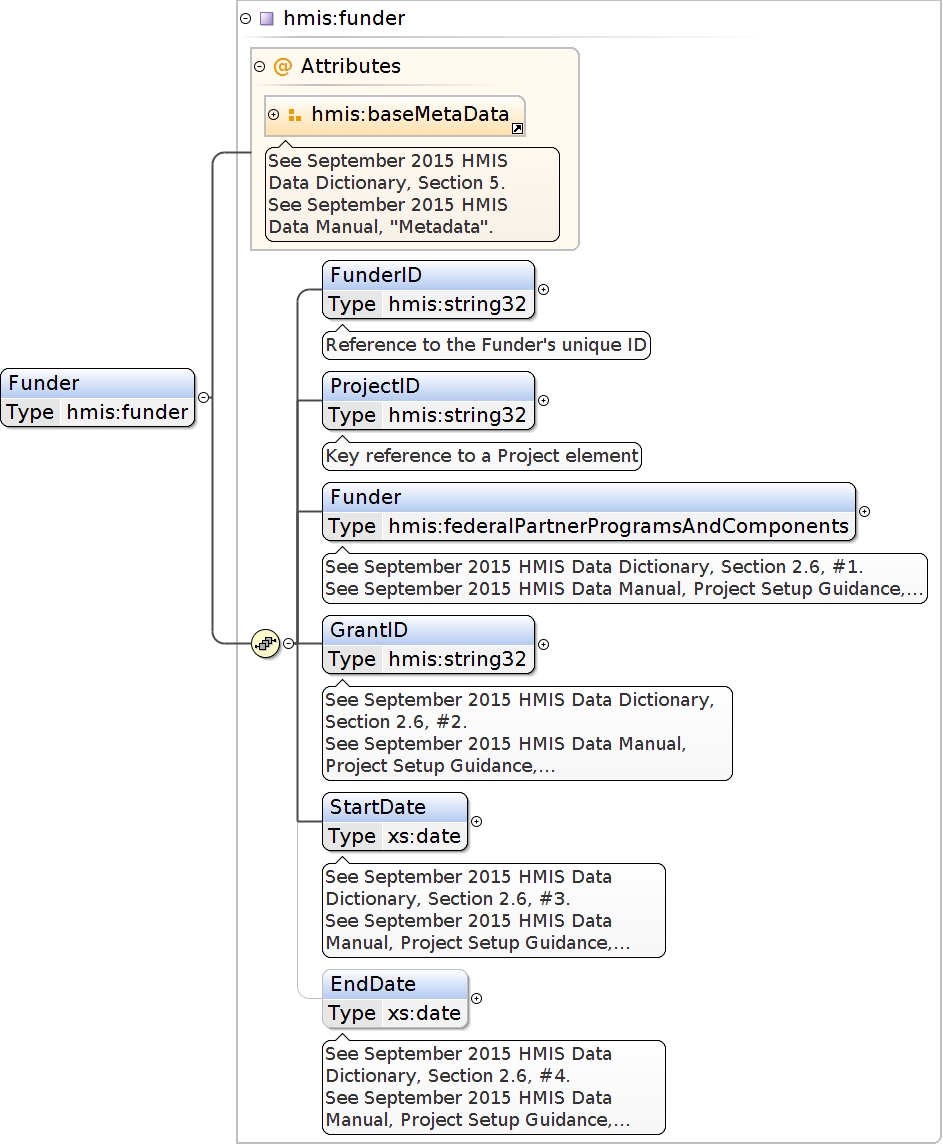 hmis:funder
Attributes
hmis:baseMetaData
See September 2015 HMIS
Data Dictionary, Section 5.
See September 2015 HMIS
Data Manual, "Metadata".
FunderID
Type hmis:string32
Reference to the Funder's unique ID
Funder
Type hmis:funder
ProjectID
Type hmis:string32
Key reference to a Project element
Funder
Type hmis:federalPartnerProgramsAndComponents
See September 2015 HMIS Data Dictionary, Section 2.6, #1.
See September 2015 HMIS Data Manual, Project Setup Guidance,...
GrantID
Type hmis:string32
See September 2015 HMIS Data Dictionary,
Section 2.6, #2.
See September 2015 HMIS Data Manual,
Project Setup Guidance,...
StartDate
Type xs:date
See September 2015 HMIS Data
Dictionary, Section 2.6, #3.
See September 2015 HMIS Data
Manual, Project Setup Guidance,...
EndDate
Type xs:date
See September 2015 HMIS Data
Dictionary, Section 2.6, #4.
See September 2015 HMIS Data
Manual, Project Setup Guidance,...